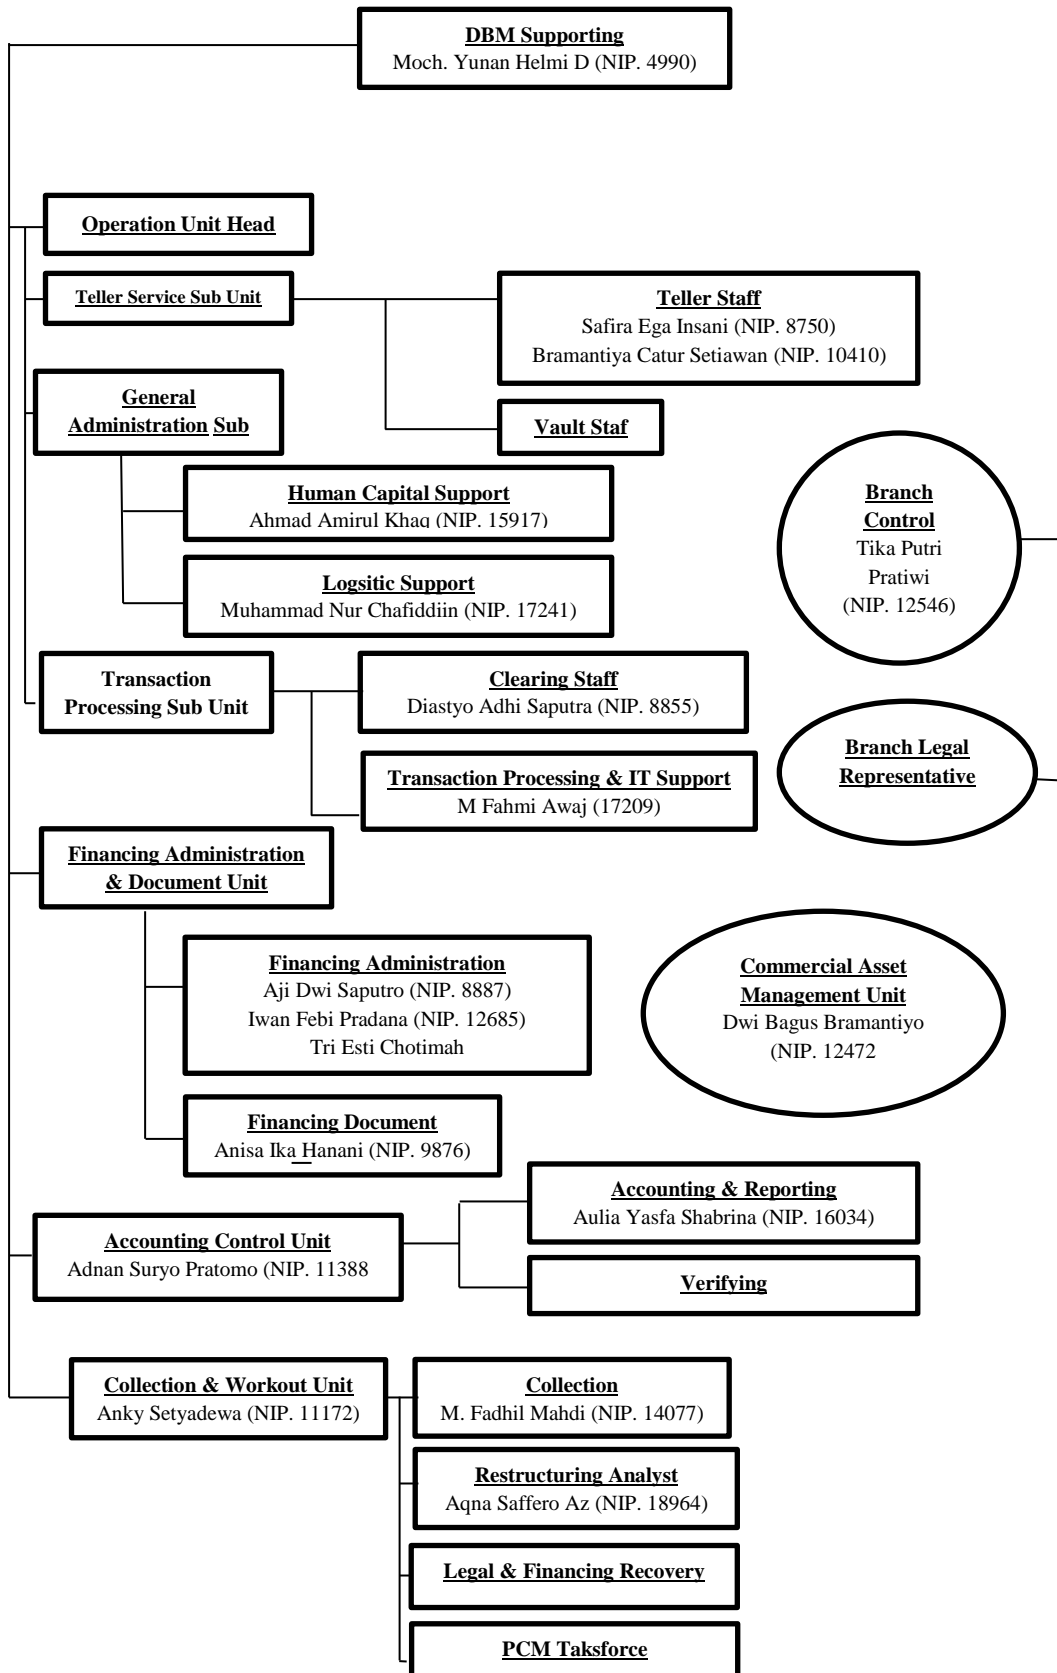 DBM Supporting
Moch. Yunan Helmi D (NIP. 4990)
Operation Unit Head
Teller Service Sub Unit
Teller Staff
Safira Ega Insani (NIP. 8750)
Bramantiya Catur Setiawan (NIP. 10410)
General
Administration Sub
Vault Staf
Human Capital Support
Ahmad Amirul Khaq (NIP. 15917)
Logsitic Support
Muhammad Nur Chafiddiin (NIP. 17241)
Branch
Control
Tika Putri
Pratiwi
(NIP. 12546)
Transaction
Processing Sub Unit
Clearing Staff
Diastyo Adhi Saputra (NIP. 8855)
Transaction Processing & IT Support
M Fahmi Awaj (17209)
Branch Legal
Representative
Financing Administration
& Document Unit
Financing Administration
Aji Dwi Saputro (NIP. 8887)
Iwan Febi Pradana (NIP. 12685)
Tri Esti Chotimah
Commercial Asset
Management Unit
Dwi Bagus Bramantiyo
(NIP. 12472
Financing Document
Anisa Ika Hanani (NIP. 9876)
Accounting Control Unit
Adnan Suryo Pratomo (NIP. 11388
Accounting & Reporting
Aulia Yasfa Shabrina (NIP. 16034)
Verifying
Collection & Workout Unit
Anky Setyadewa (NIP. 11172)
Collection
M. Fadhil Mahdi (NIP. 14077)
Restructuring Analyst
Aqna Saffero Az (NIP. 18964)
Legal & Financing Recovery
PCM Taksforce